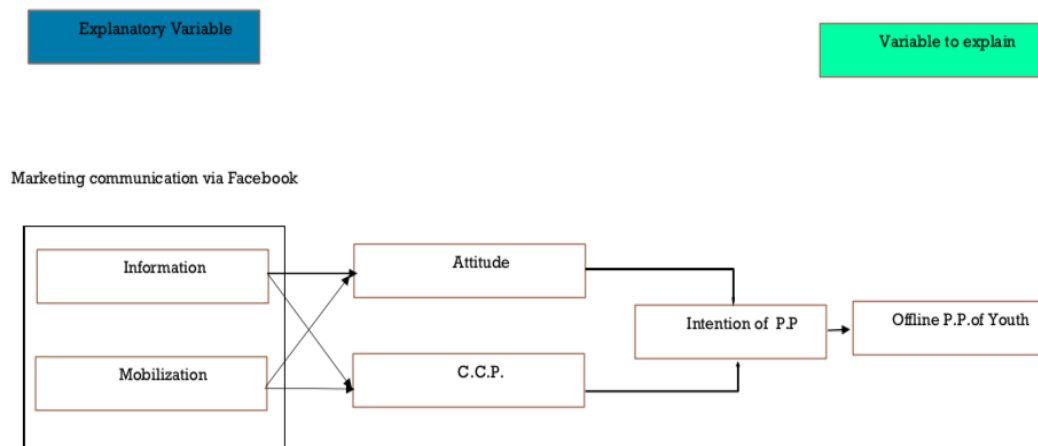 Explanatory Variable
Variable to explain
Marketing communication via Facebook
Information
Attitude
Intention of P.P
Offline P.P.of Youth
Mobilization
C.C.P.